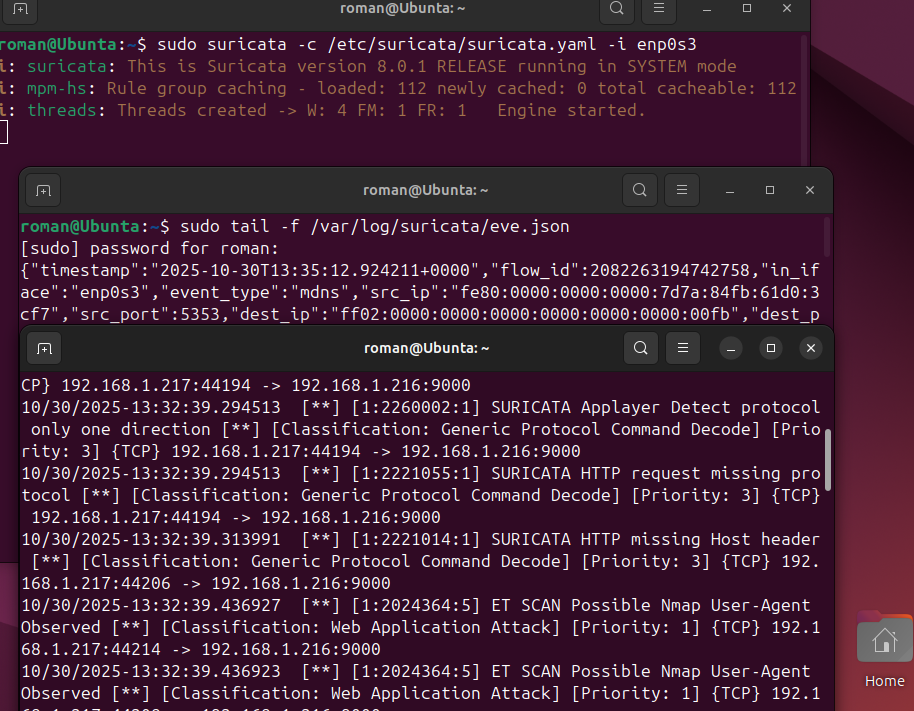 roman@Ubunta: ~
roman@Ubunta:~$ sudo suricata -c /etc/suricata/suricata.yaml -i enp0s3
i: suricata: This is Suricata version 8.0.1 RELEASE running in SYSTEM mode
i: mpm-hs: Rule group caching - loaded: 112 newly cached: 0 total cacheable: 112
i: threads: Threads created -> W: 4 FM: 1 FR: 1   Engine started.
roman@Ubunta: ~
roman@Ubunta:~$ sudo tail -f /var/log/suricata/eve.json
[sudo] password for roman:
{"timestamp":"2025-10-30T13:35:12.924211+0000","flow_id":2082263194742758,"in_if
ace":"enp0s3","event_type":"mdns","src_ip":"fe80:0000:0000:0000:7d7a:84fb:61d0:3
cf7","src_port":5353,"dest_ip":"ff02:0000:0000:0000:0000:0000:0000:00fb","dest_p
roman@Ubunta: ~
CP} 192.168.1.217:44194 -> 192.168.1.216:9000
10/30/2025-13:32:39.294513  [**] [1:2260002:1] SURICATA Applayer Detect protocol
 only one direction [**] [Classification: Generic Protocol Command Decode] [Prio
rity: 3] {TCP} 192.168.1.217:44194 -> 192.168.1.216:9000
10/30/2025-13:32:39.294513  [**] [1:2221055:1] SURICATA HTTP request missing pro
tocol [**] [Classification: Generic Protocol Command Decode] [Priority: 3] {TCP}
 192.168.1.217:44194 -> 192.168.1.216:9000
10/30/2025-13:32:39.313991  [**] [1:2221014:1] SURICATA HTTP missing Host header
 [**] [Classification: Generic Protocol Command Decode] [Priority: 3] {TCP} 192.
168.1.217:44206 -> 192.168.1.216:9000
10/30/2025-13:32:39.436927  [**] [1:2024364:5] ET SCAN Possible Nmap User-Agent
Observed [**] [Classification: Web Application Attack] [Priority: 1] {TCP} 192.1
68.1.217:44214 -> 192.168.1.216:9000
10/30/2025-13:32:39.436923  [**] [1:2024364:5] ET SCAN Possible Nmap User-Agent
Observed [**] [Classification: Web Application Attack] [Priority: 1] {TCP} 192.1
Home